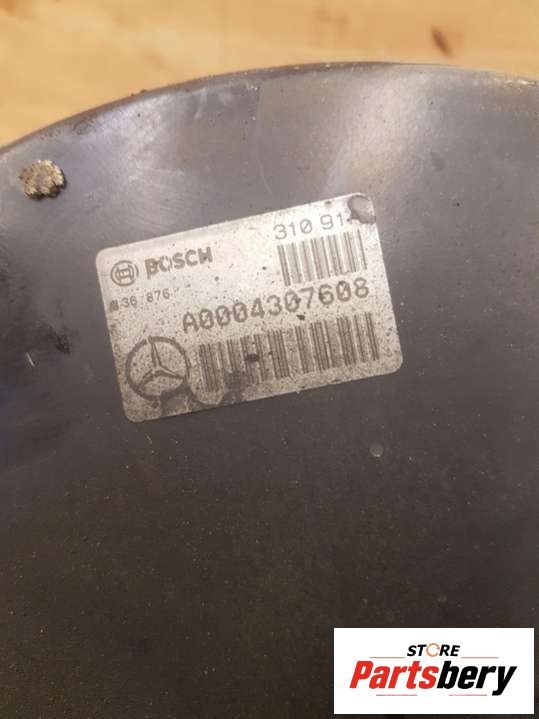 BOSCH
310 91
36 876
A0004307608
STORE
Partsbery